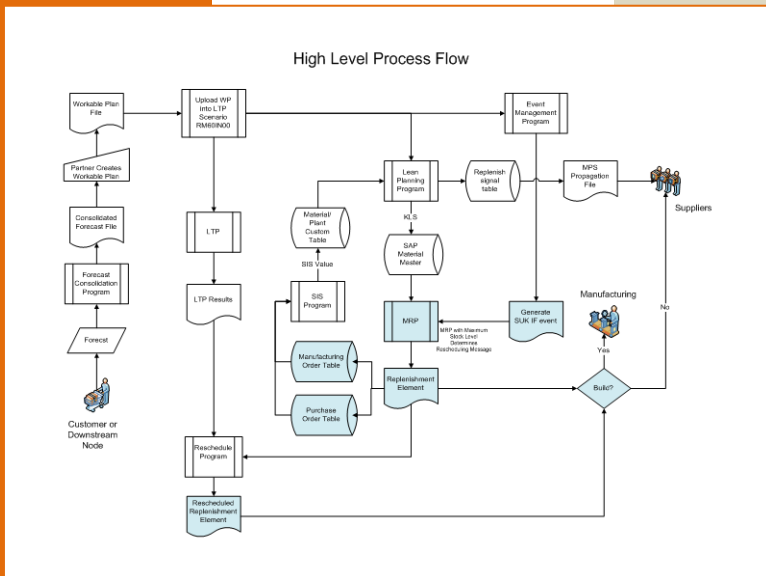 High Level Process Flow
Workable Plan
File
Upload WP
into LTP
Scenario
RM60IN00
Event
Management
Program
Partner Creates
Workable Plan
Lean
Planning
Program
Replenish
signal
table
MPS
Propagation
File
Suppliers
Consolidated
Forecast File
LTP
Material/
Plant
Custom
Table
KLS
SAP
Material
Master
SIS Value
Forecast
Consolidation
Program
LTP Results
SIS
Program
MRP
MRP with Maximum
Stock Level
Determines
Rescheduling Message
Generate
SUK IF event
Manufacturing
No
Yes
Forecst
Manufacturing
Order Table
Replenishment
Element
Build?
Purchase
Order Table
Customer or
Downstream
Node
Reschedule
Program
Rescheduled
Replenishment
Element